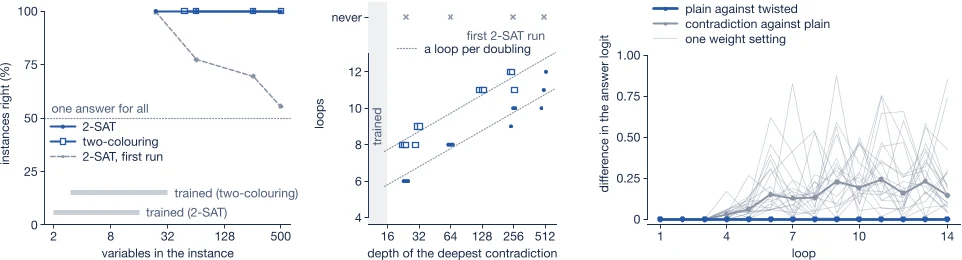 100
75
50
25
0
instances right (%)
one answer for all
2-SAT
two-colouring
2-SAT, first run
trained (two-colouring)
trained (2-SAT)
2 8 32 128 500
variables in the instance
never
12
10
8
6
4
loops
first 2-SAT run
a loop per doubling
trained
16 32 64 128 256 512
depth of the deepest contradiction
plain against twisted
contradiction against plain
one weight setting
1.00
0.75
0.50
0.25
0
difference in the answer logit
1 4 7 10 14
loop